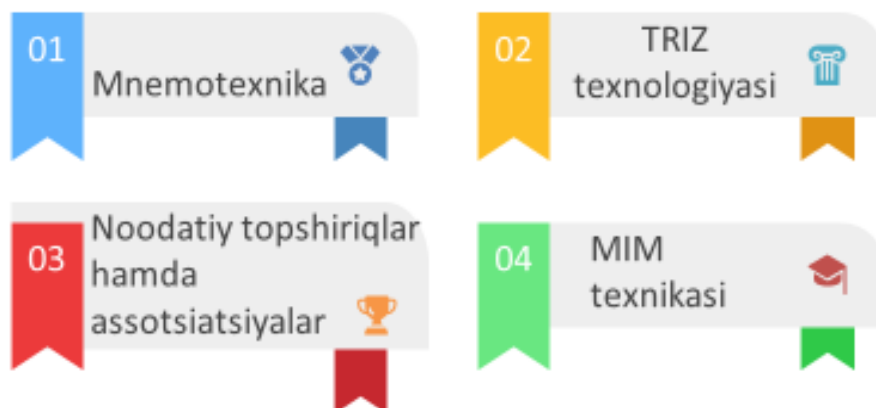 01
Mnemotexnika
02
TRIZ
texnologiyasi
03
Noodatiy topshiriqlar
hamda
assotsiatsiyalar
04
MIM
texnikasi